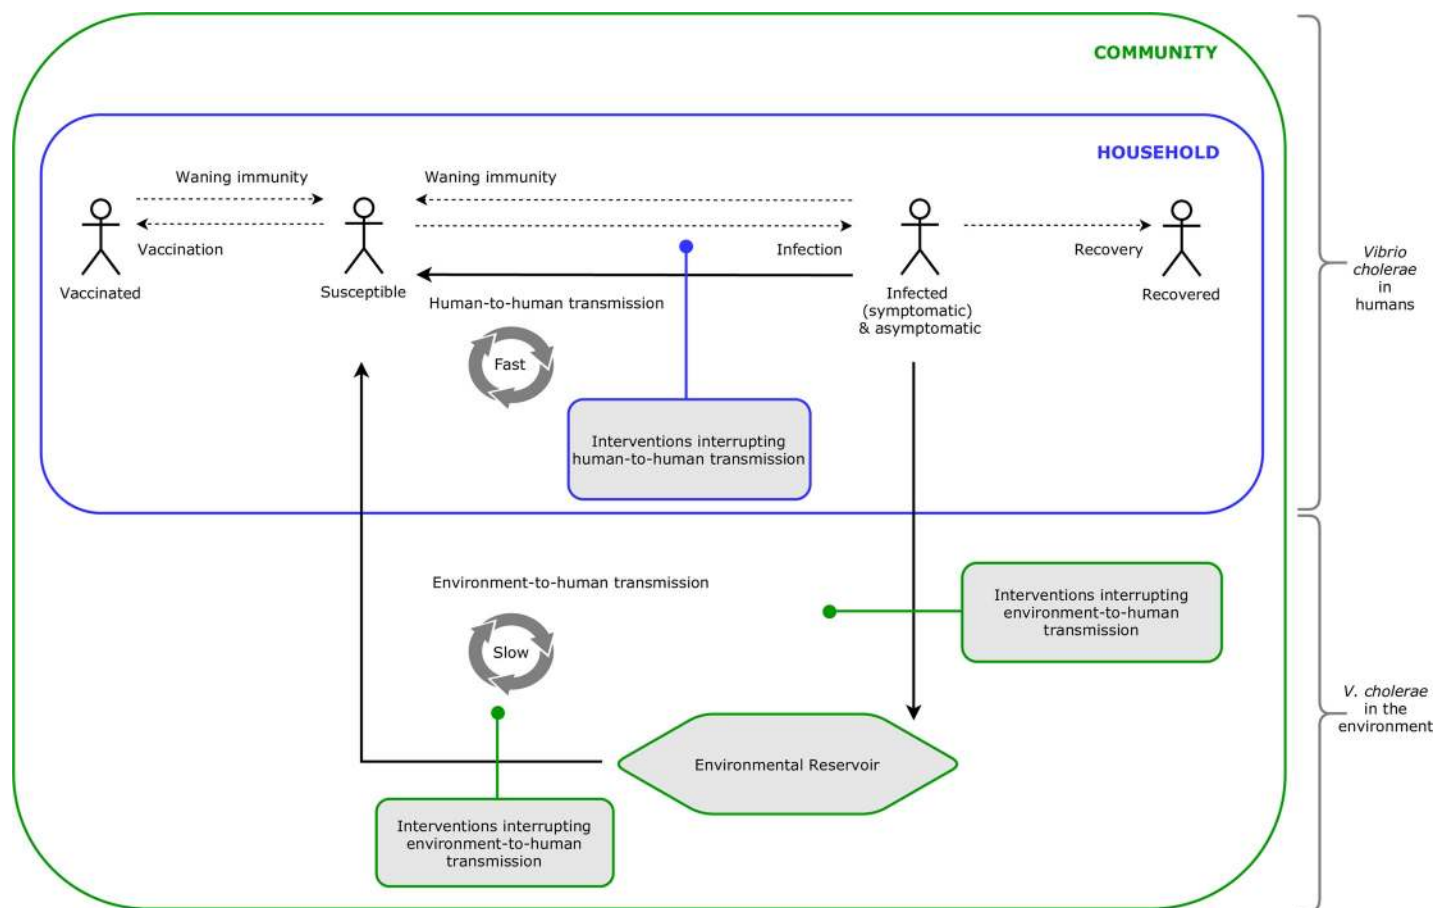 COMMUNITY
HOUSEHOLD
Waning immunity
Waning immunity
Vaccination
Infection
Recovery
Vaccinated
Susceptible
Infected
(symptomatic)
& asymptomatic
Recovered
Human-to-human transmission
Fast
Interventions interrupting
human-to-human transmission
Vibrio
cholerae
in
humans
Environment-to-human transmission
Slow
Interventions interrupting
environment-to-human
transmission
Environmental Reservoir
Interventions interrupting
environment-to-human
transmission
V. cholerae
in the
environment